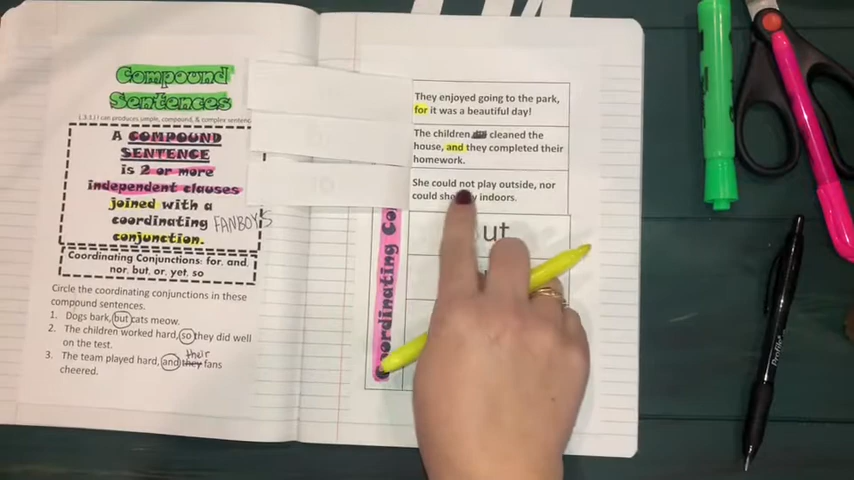 Compound
Sentences
(.3.11) can produces simple, compound, & complex sentences
A COMPOUND
SENTENCE
is 2 or more
independent clauses
joined with a
coordinating FANBOYS
conjunction.
Coordinating Conjunctions: for, and,
nor, but, or, yet, so
Circle the coordinating conjunctions in these
compound sentences.
1. Dogs bark, but cats meow.
2. The children worked hard, so they did well
on the test.
3. The team played hard, and they their fans
cheered.
They enjoyed going to the park,
for it was a beautiful day!
The children cleaned the
house, and they completed their
homework.
She could not play outside, nor
could indoors.
ut
Coordinating Co